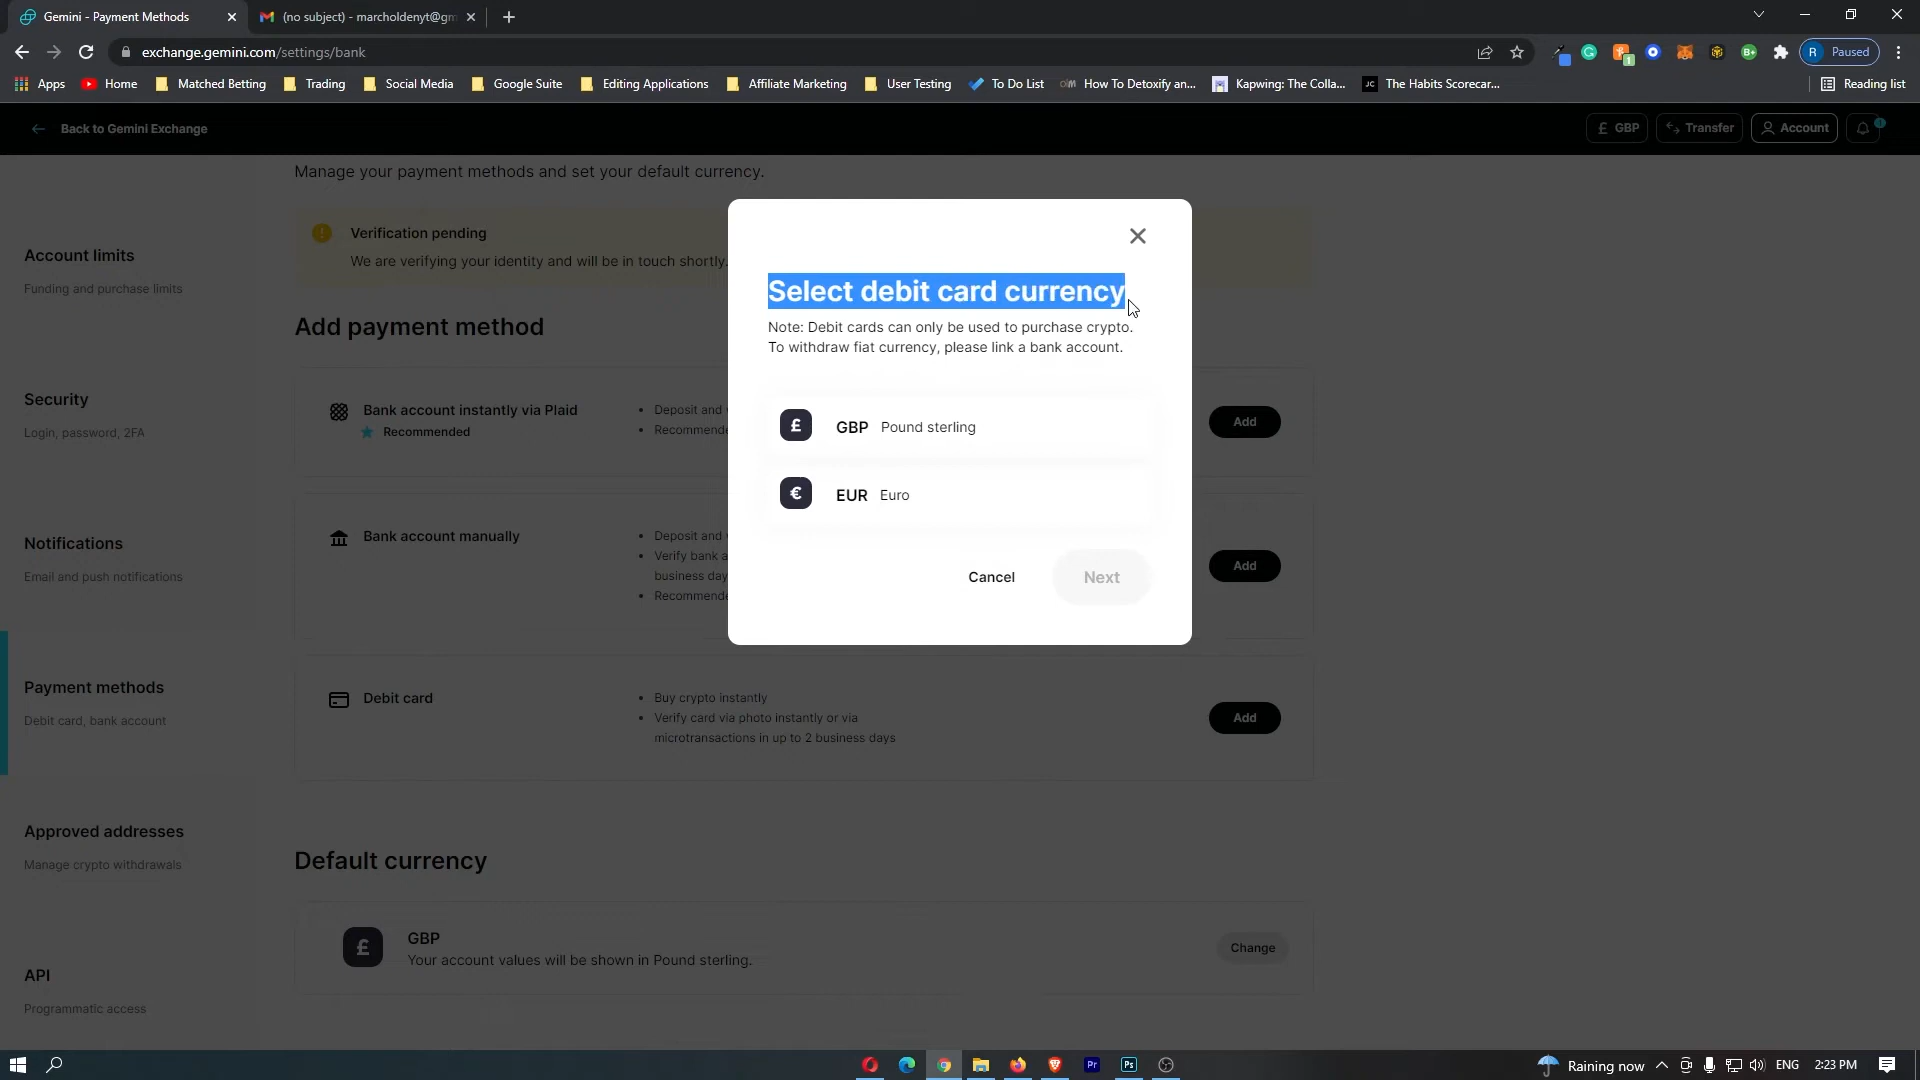 Gemini - Payment Methods
(no subject) - marcholdenyt@gm
exchange.gemini.com/settings/bank
R Paused
Apps
Home
Matched Betting
Trading
Social Media
Google Suite
Editing Applications
Affiliate Marketing
User Testing
To Do List
How To Detoxify an...
Kapwing: The Colla...
JC The Habits Scorecar...
Reading list
Back to Gemini Exchange
£ GBP
Transfer
Account
Manage your payment methods and set your default currency.
Verification pending
We are verifying your identity and will be in touch shortly.
Account limits
Funding and purchase limits
Security
Login, password, 2FA
Notifications
Email and push notifications
Payment methods
Debit card, bank account
Approved addresses
Manage crypto withdrawals
API
Programmatic access
Add payment method
Bank account instantly via Plaid
Recommended
• Deposit and
• Recommende
Add
Bank account manually
• Deposit and
• Verify bank a
business day
• Recommende
Add
Debit card
• Buy crypto instantly
• Verify card via photo instantly or via
microtransactions in up to 2 business days
Add
Select debit card currency
Note: Debit cards can only be used to purchase crypto.
To withdraw fiat currency, please link a bank account.
£ GBP Pound sterling
€ EUR Euro
Cancel
Next
Default currency
£ GBP
Your account values will be shown in Pound sterling.
Change
Pr
Ps
Raining now
ENG
2:23 PM